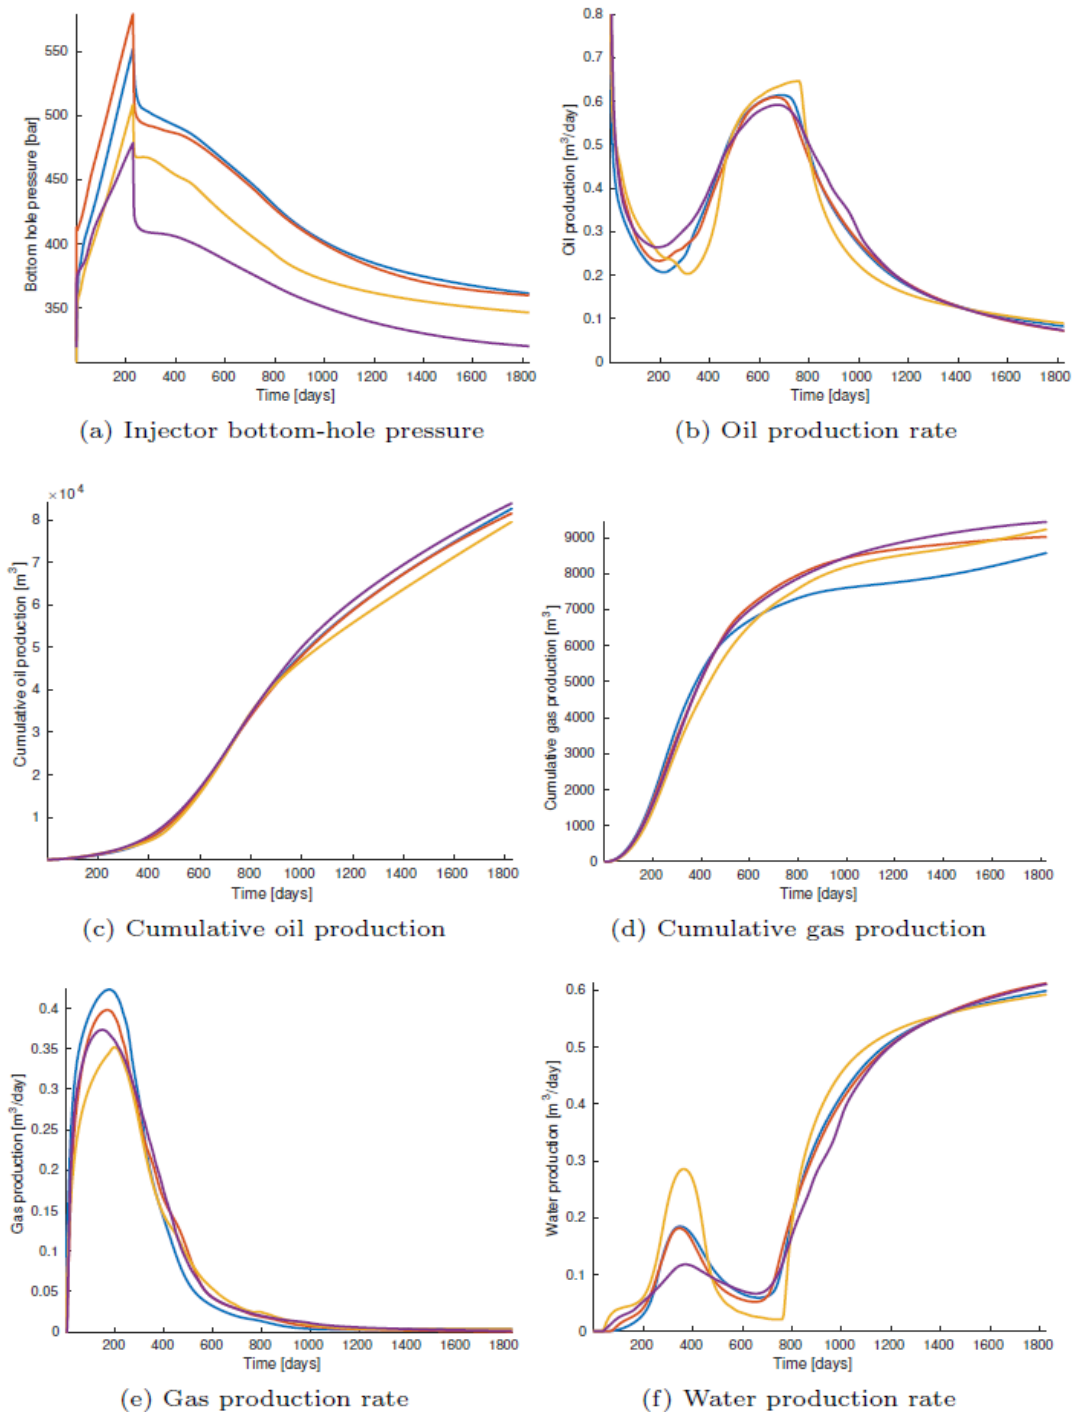 550
500
450
400
350
Bottom hole pressure [bar]
200 400 600 800 1000 1200 1400 1600 1800
Time [days]
(a) Injector bottom-hole pressure
0.8
0.7
0.6
0.5
0.4
0.3
0.2
0.1
0
Oil production [m³/day]
200 400 600 800 1000 1200 1400 1600 1800
Time [days]
(b) Oil production rate
×10⁴
8
7
6
5
4
3
2
1
Cumulative oil production [m³]
200 400 600 800 1000 1200 1400 1600 1800
Time [days]
(c) Cumulative oil production
9000
8000
7000
6000
5000
4000
3000
2000
1000
0
Cumulative gas production [m³]
200 400 600 800 1000 1200 1400 1600 1800
Time [days]
(d) Cumulative gas production
0.4
0.35
0.3
0.25
0.2
0.15
0.1
0.05
0
Gas production [m³/day]
200 400 600 800 1000 1200 1400 1600 1800
Time [days]
(e) Gas production rate
0.6
0.5
0.4
0.3
0.2
0.1
0
Water production [m³/day]
200 400 600 800 1000 1200 1400 1600 1800
Time [days]
(f) Water production rate